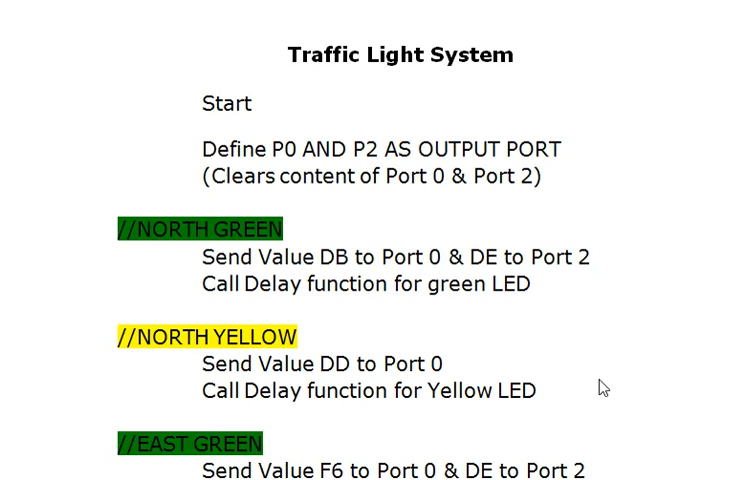 Traffic Light System
Start
Define P0 AND P2 AS OUTPUT PORT
(Clears content of Port 0 & Port 2)
//NORTH GREEN
Send Value DB to Port 0 & DE to Port 2
Call Delay function for green LED
//NORTH YELLOW
Send Value DD to Port 0
Call Delay function for Yellow LED
//EAST GREEN
Send Value F6 to Port 0 & DE to Port 2